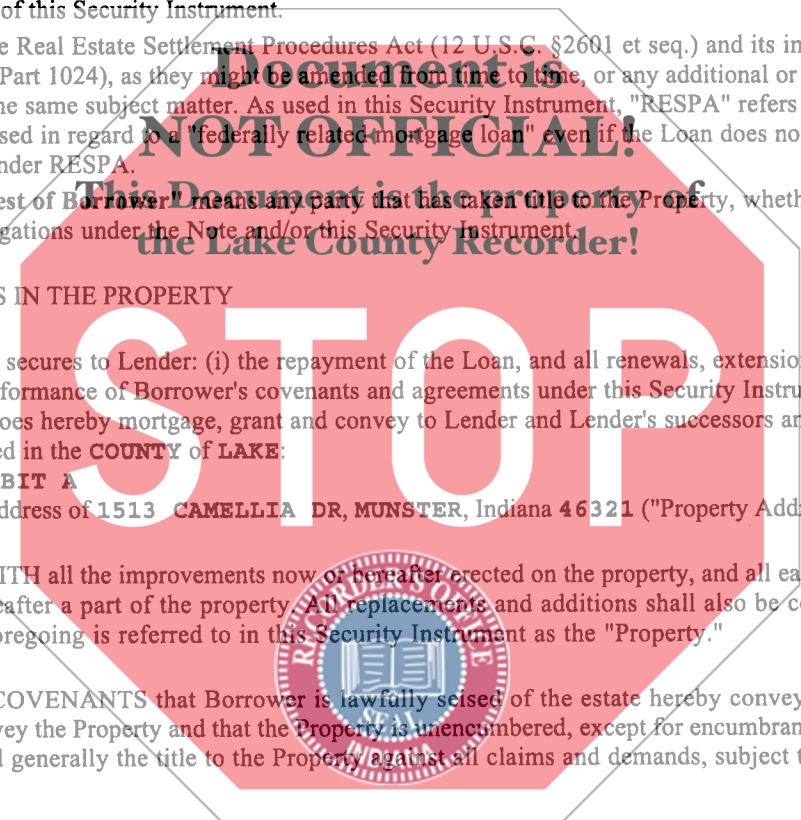 of this Security Instrument.
e Real Estate Settlement Procedures Act (12 U.S.C. §2601 et seq.) and its in
Document is
Part 1024), as they might be amended from time to time, or any additional or
ne same subject matter. As used in this Security Instrument, "RESPA" refers
NOT OFFICIAL!
sed in regard to a "federally related mortgage loan" even if the Loan does no
nder RESPA.
This Document is the property of
est of Borrower" means any party that has taken title to the Property, wheth
the Lake County Recorder!
gations under the Note and/or this Security Instrument.
S IN THE PROPERTY
STOP
secures to Lender: (i) the repayment of the Loan, and all renewals, extensio
formance of Borrower's covenants and agreements under this Security Instru
oes hereby mortgage, grant and convey to Lender and Lender's successors an
ed in the COUNTY of LAKE:
BIT A
ddress of 1513 CAMELLIA DR, MUNSTER, Indiana 46321 ("Property Addr
ITH all the improvements now or hereafter erected on the property, and all ea
eafter a part of the property. All replacements and additions shall also be co
oregoing is referred to in this Security Instrument as the "Property."
RECORDER'S OFFICE
SEAL
INDIANA
COVENANTS that Borrower is lawfully seised of the estate hereby convey
vey the Property and that the Property is unencumbered, except for encumbran
l generally the title to the Property against all claims and demands, subject t